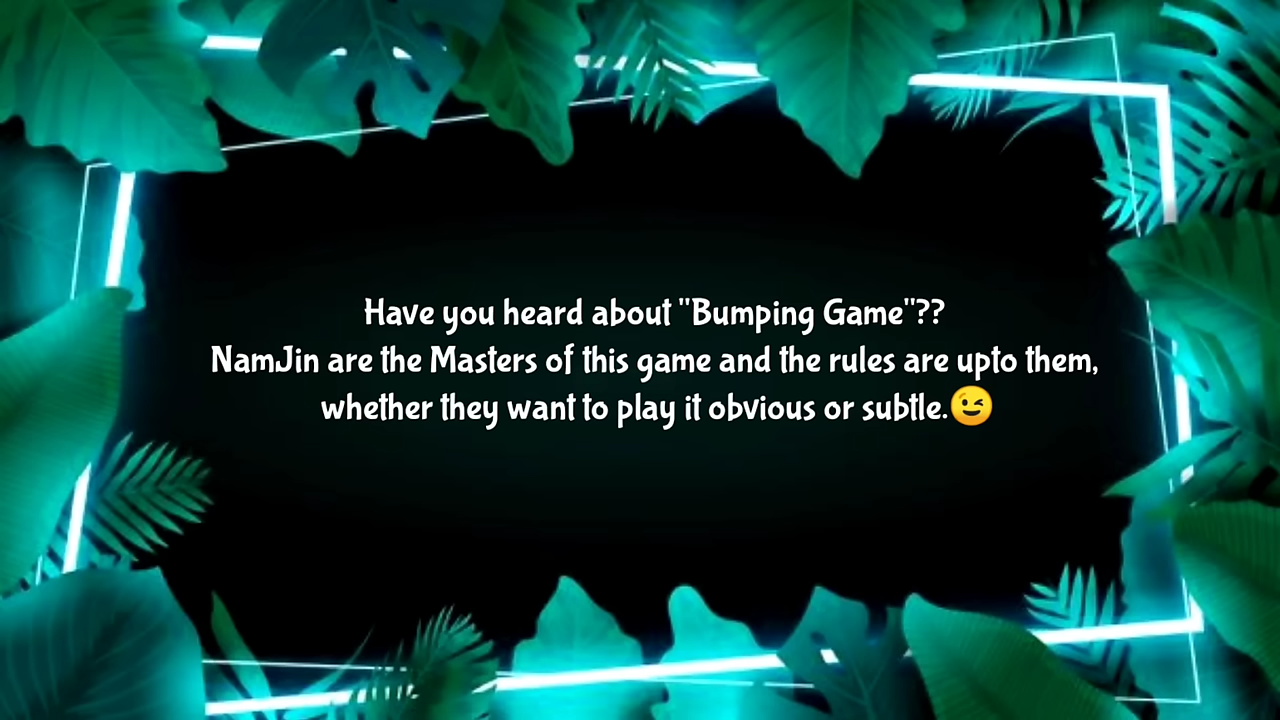 Have you heard about "Bumping Game"??
NamJin are the Masters of this game and the rules are upto them,
whether they want to play it obvious or subtle.😉